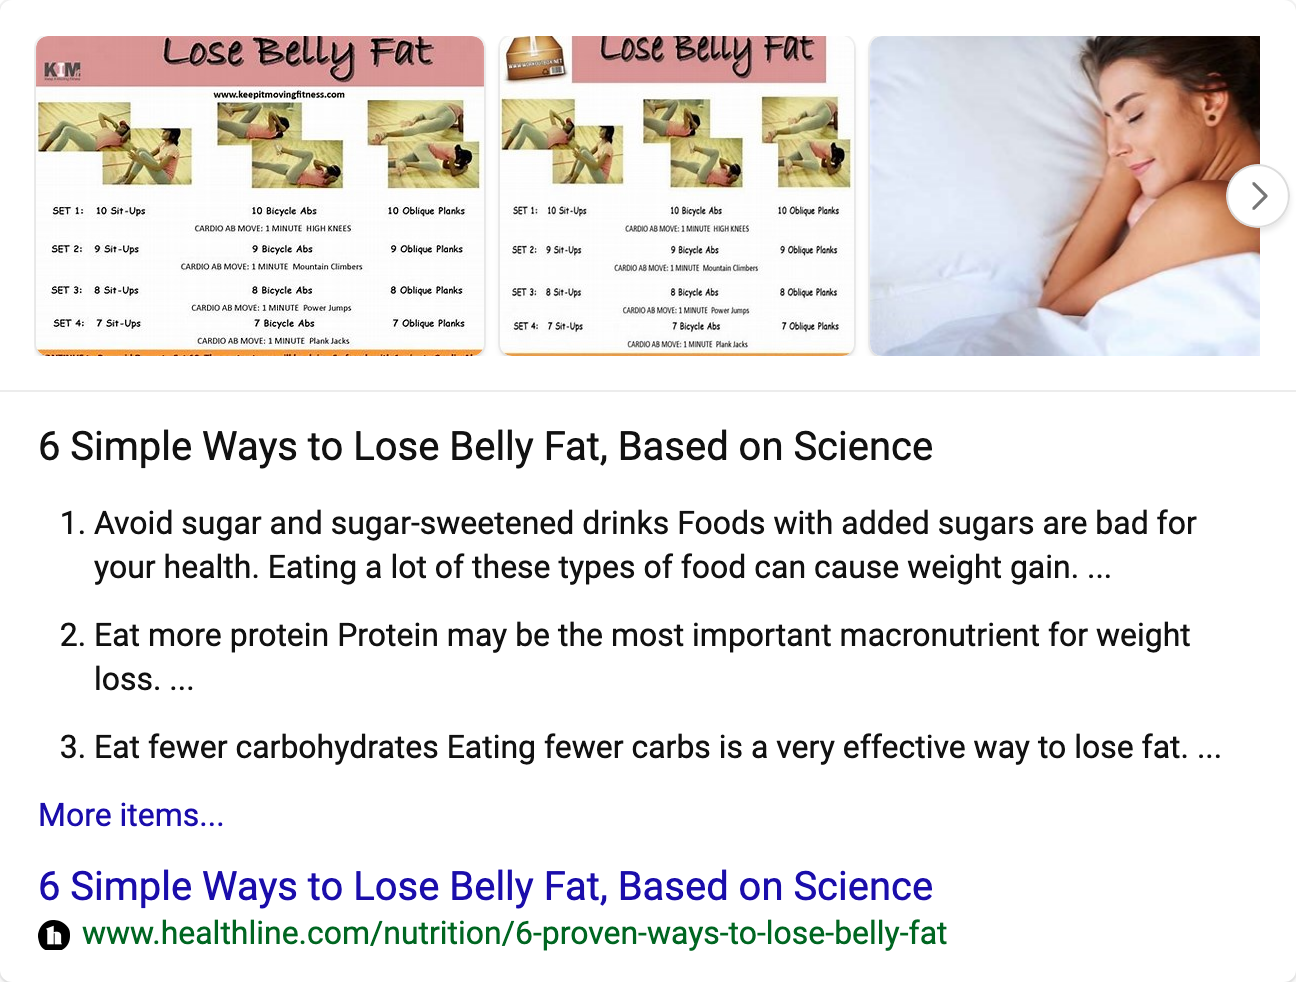 Lose Belly Fat
KIM
www.keepitmovingfitness.com
SET 1: 10 Sit-Ups 10 Bicycle Abs 10 Oblique Planks
CARDIO AB MOVE: 1 MINUTE HIGH KNEES
SET 2: 9 Sit-Ups 9 Bicycle Abs 9 Oblique Planks
CARDIO AB MOVE: 1 MINUTE Mountain Climbers
SET 3: 8 Sit-Ups 8 Bicycle Abs 8 Oblique Planks
CARDIO AB MOVE: 1 MINUTE Power Jumps
SET 4: 7 Sit-Ups 7 Bicycle Abs 7 Oblique Planks
CARDIO AB MOVE: 1 MINUTE Plank Jacks
Lose Belly Fat
SET 1: 10 Sit-Ups 10 Bicycle Abs 10 Oblique Planks
CARDIO AB MOVE: 1 MINUTE HIGH KNEES
SET 2: 9 Sit-Ups 9 Bicycle Abs 9 Oblique Planks
CARDIO AB MOVE: 1 MINUTE Mountain Climbers
SET 3: 8 Sit-Ups 8 Bicycle Abs 8 Oblique Planks
CARDIO AB MOVE: 1 MINUTE Power Jumps
SET 4: 7 Sit-Ups 7 Bicycle Abs 7 Oblique Planks
CARDIO AB MOVE: 1 MINUTE Plank Jacks
6 Simple Ways to Lose Belly Fat, Based on Science
1. Avoid sugar and sugar-sweetened drinks Foods with added sugars are bad for
your health. Eating a lot of these types of food can cause weight gain. ...
2. Eat more protein Protein may be the most important macronutrient for weight
loss. ...
3. Eat fewer carbohydrates Eating fewer carbs is a very effective way to lose fat. ...
More items...
6 Simple Ways to Lose Belly Fat, Based on Science
h www.healthline.com/nutrition/6-proven-ways-to-lose-belly-fat